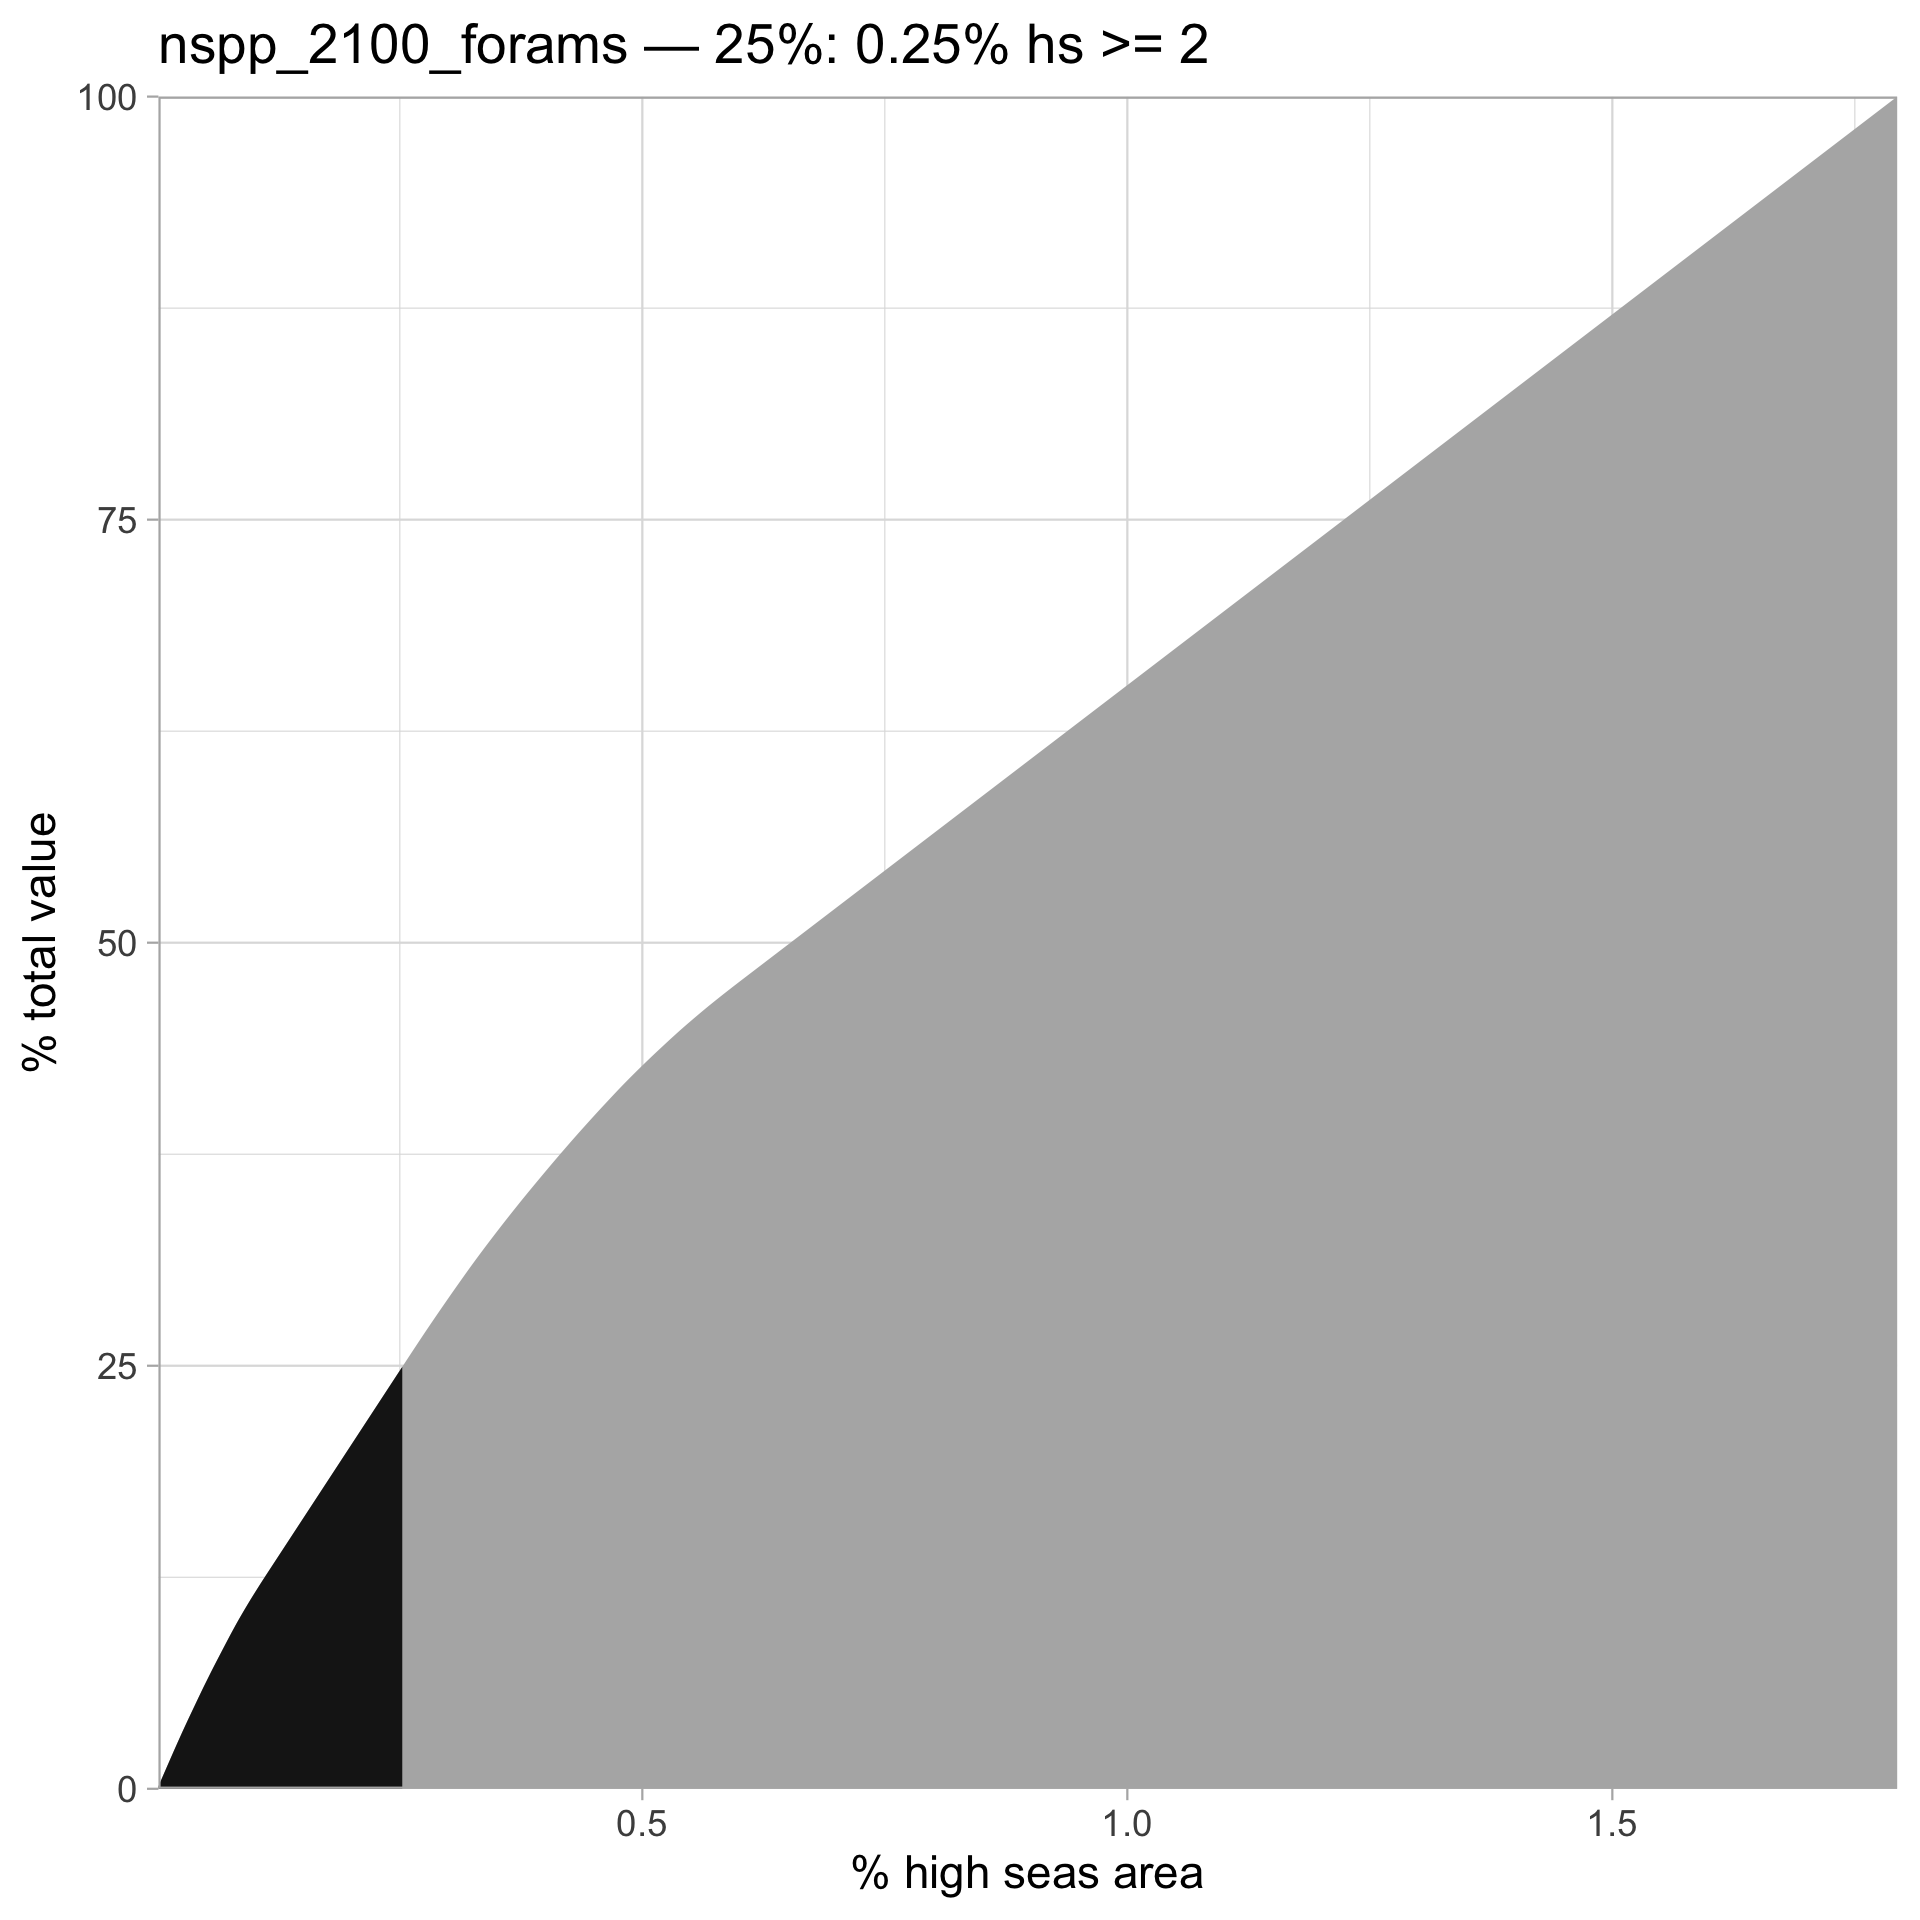 nspp_2100_forams — 25%: 0.25% hs >= 2
100
75
50
25
0
% total value
0.5
1.0
1.5
% high seas area